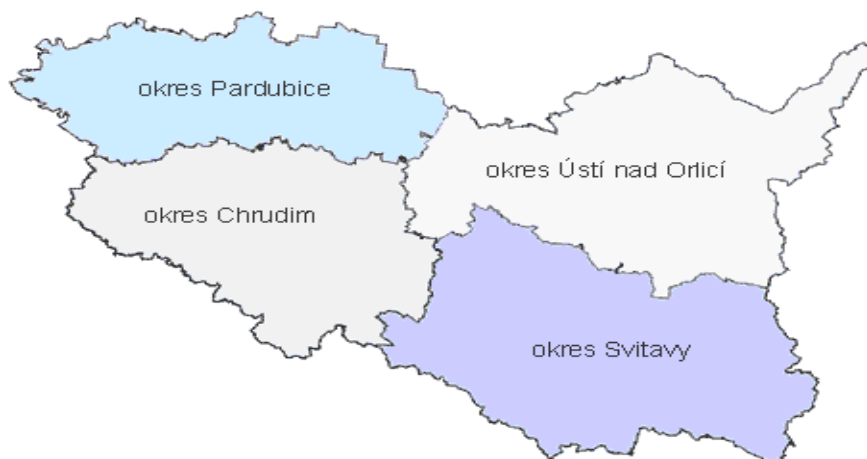 okres Pardubice
okres Ústí nad Orlicí
okres Chrudim
okres Svitavy